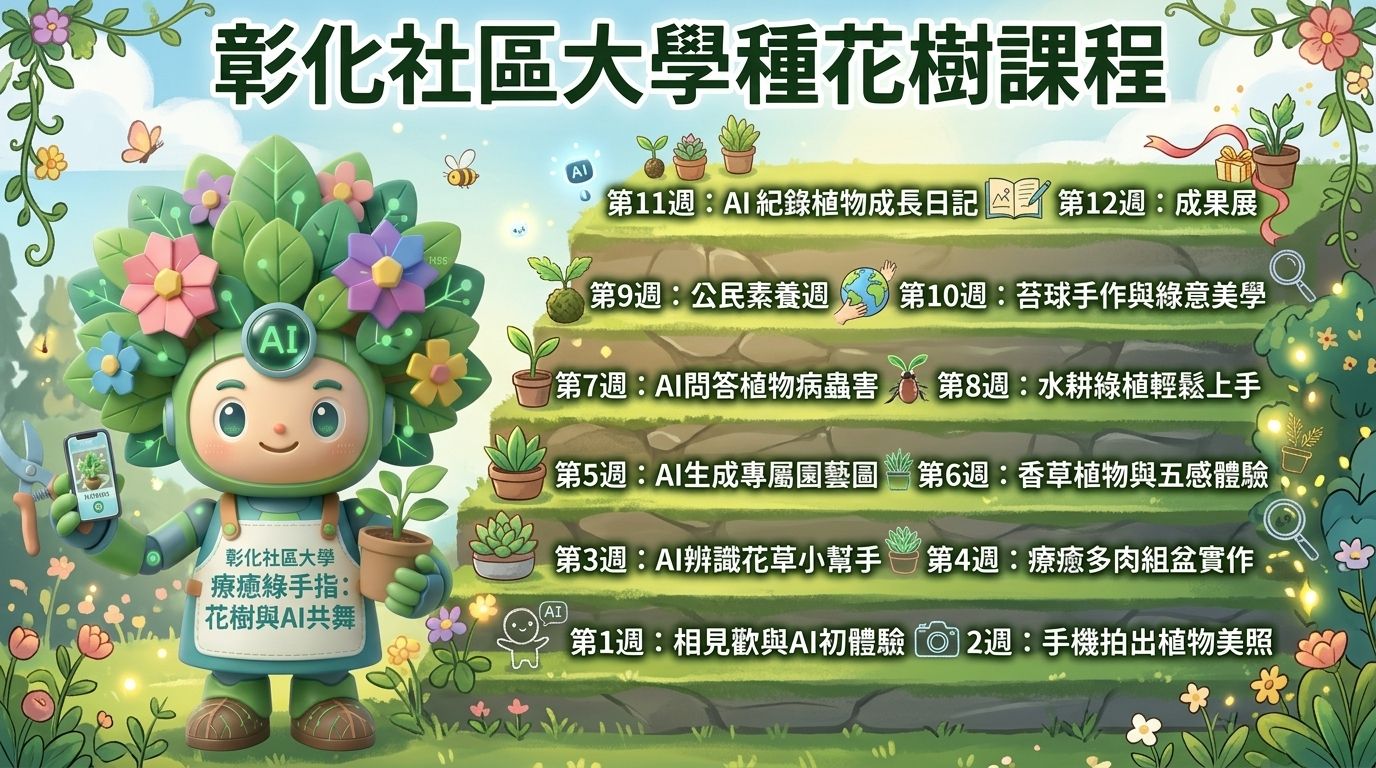 彰化社區大學種花樹課程
AI
第11週：AI 紀錄植物成長日記 第12週：成果展
第9週：公民素養週 第10週：苔球手作與綠意美學
AI
第7週：AI問答植物病蟲害 第8週：水耕綠植輕鬆上手
第5週：AI生成專屬園藝圖 第6週：香草植物與五感體驗
第3週：AI辨識花草小幫手 第4週：療癒多肉組盆實作
彰化社區大學
療癒綠手指：
花樹與AI共舞
AI
第1週：相見歡與AI初體驗 2週：手機拍出植物美照